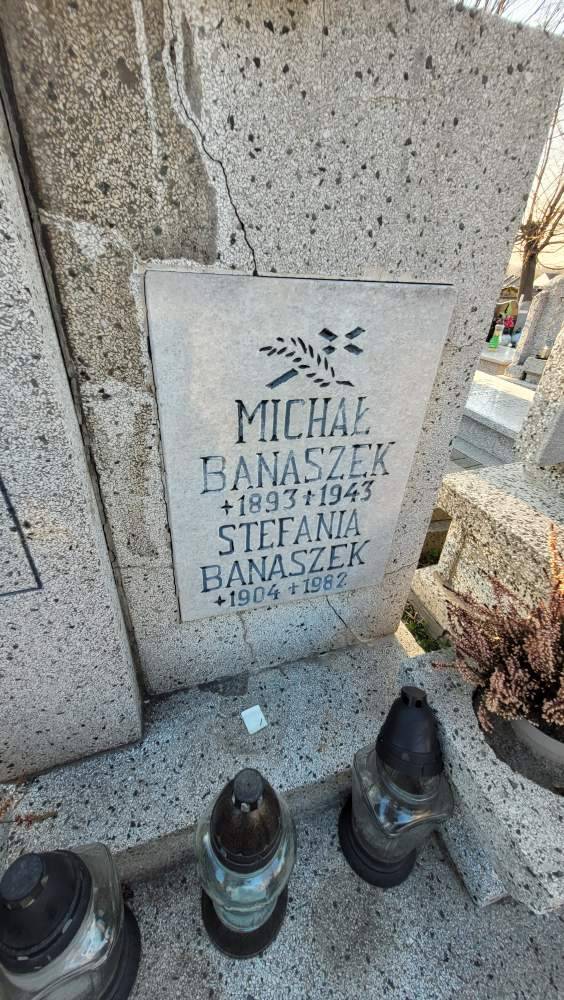 MICHAŁ
BANASZEK
+1893+1943
STEFANIA
BANASZEK
+1904 +1982